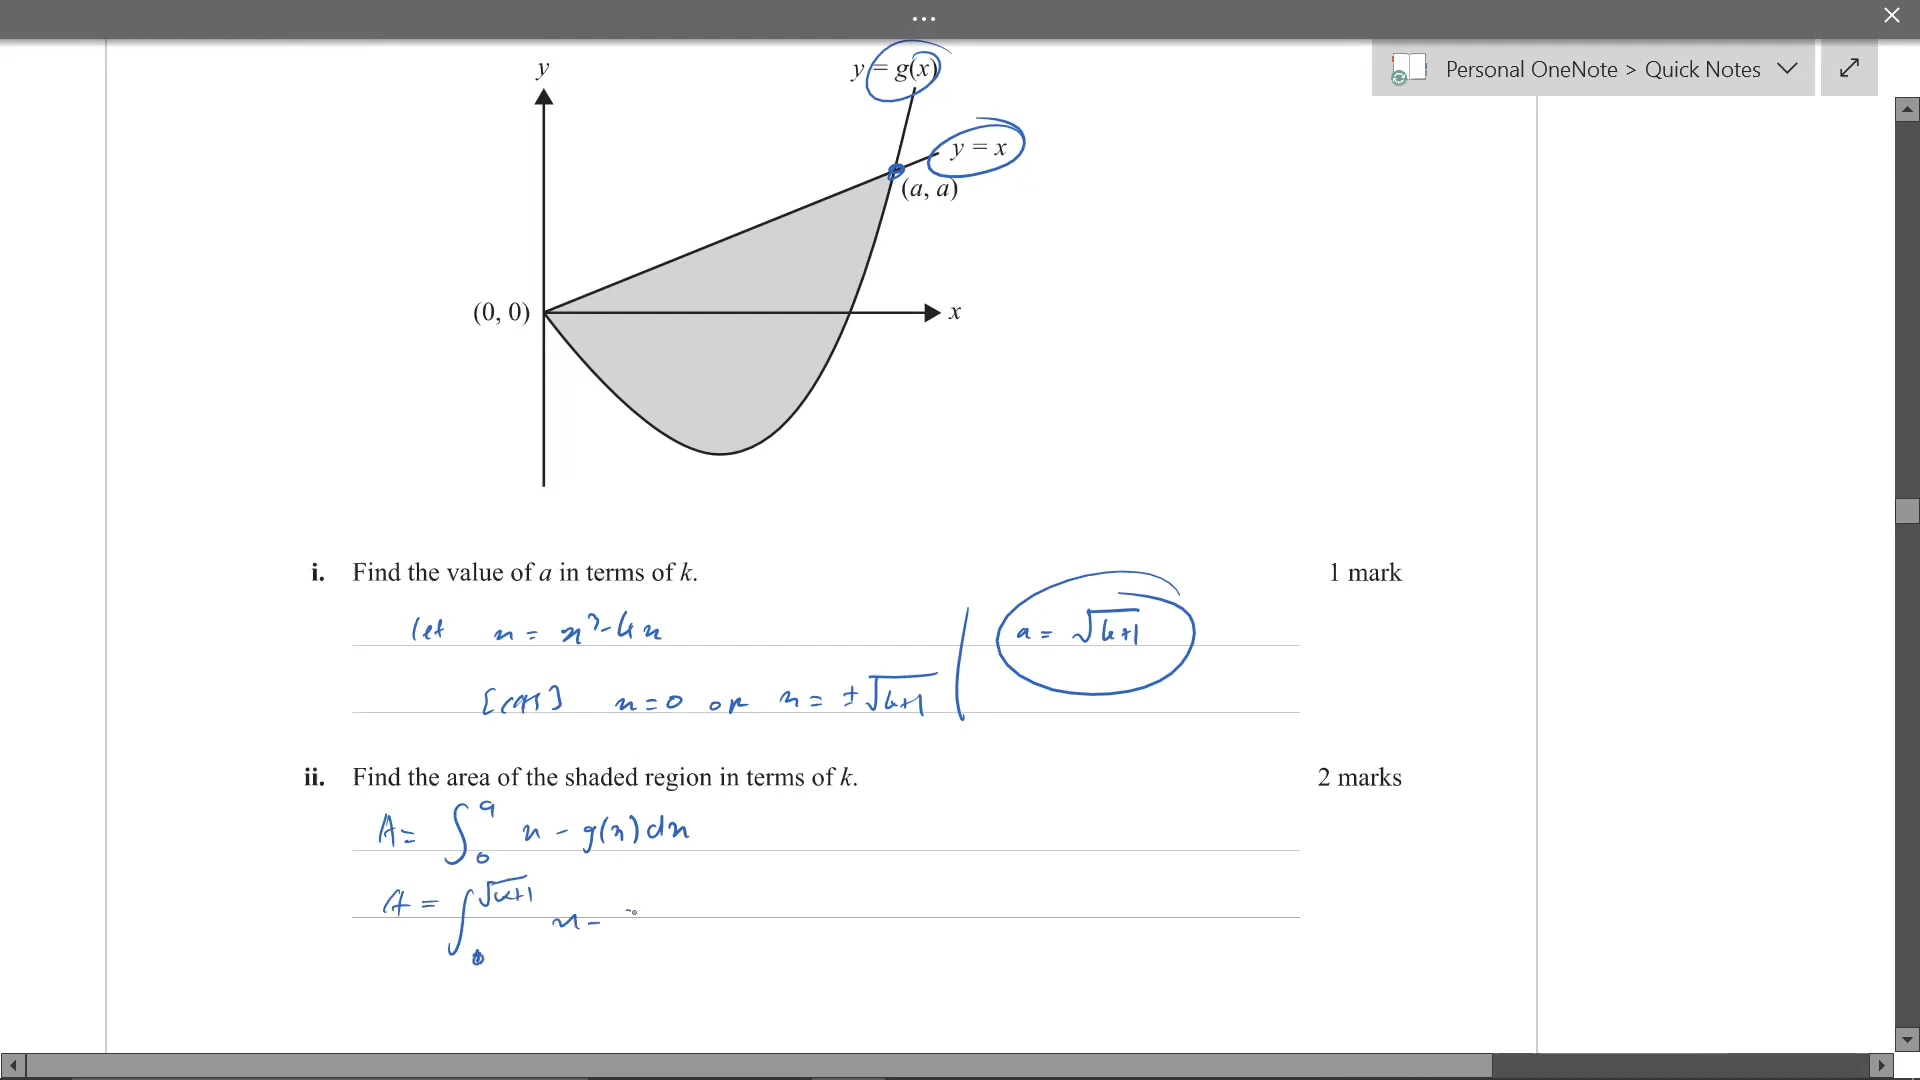 ...
Personal OneNote > Quick Notes
y
y = g(x)
y = x
(a, a)
(0, 0)
x
i. Find the value of a in terms of k. 1 mark
let x = x³-kx
a = √k+1
[CAS] x=0 or x = ±√k+1
ii. Find the area of the shaded region in terms of k. 2 marks
A= ∫₀ᵃ x - g(x) dx
A = ∫₀^√k+1 x -